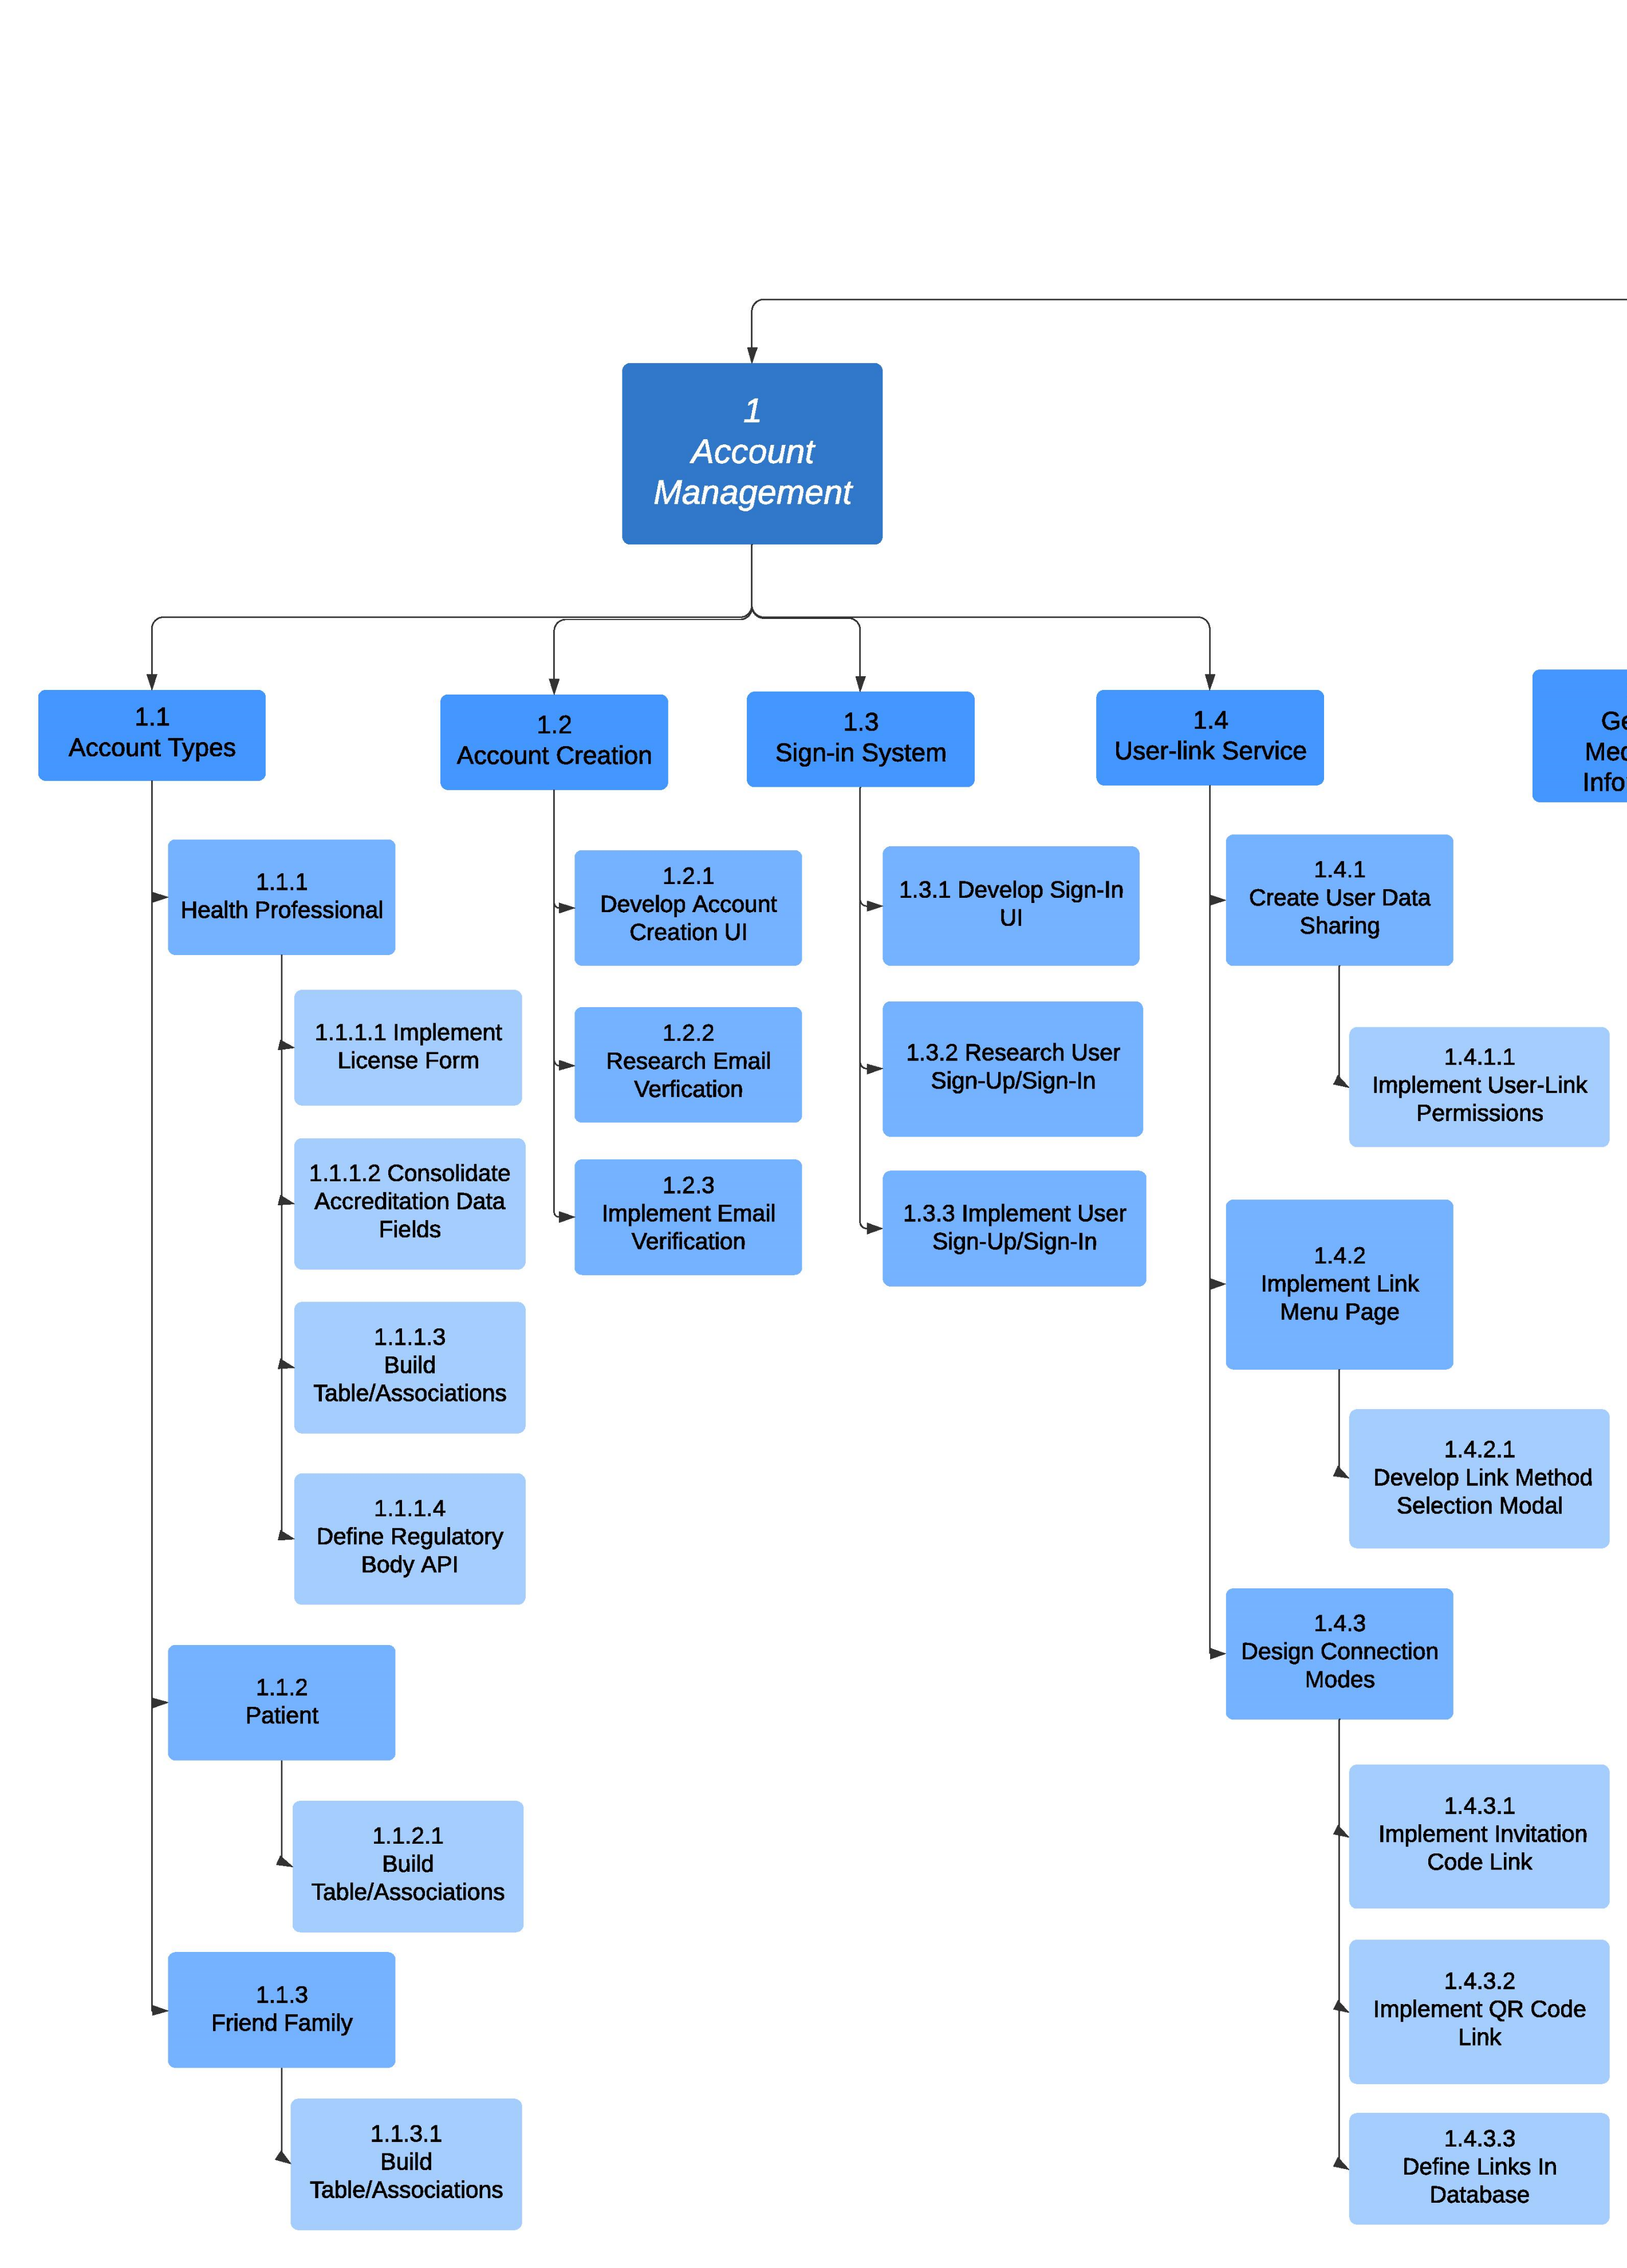 1
Account
Management
1.1
Account Types
1.2
Account Creation
1.3
Sign-in System
1.4
User-link Service
1.1.1
Health Professional
1.1.1.1 Implement
License Form
1.1.1.2 Consolidate
Accreditation Data
Fields
1.1.1.3
Build
Table/Associations
1.1.1.4
Define Regulatory
Body API
1.1.2
Patient
1.1.2.1
Build
Table/Associations
1.1.3
Friend Family
1.1.3.1
Build
Table/Associations
1.2.1
Develop Account
Creation UI
1.2.2
Research Email
Verfication
1.2.3
Implement Email
Verification
1.3.1 Develop Sign-In
UI
1.3.2 Research User
Sign-Up/Sign-In
1.3.3 Implement User
Sign-Up/Sign-In
1.4.1
Create User Data
Sharing
1.4.1.1
Implement User-Link
Permissions
1.4.2
Implement Link
Menu Page
1.4.2.1
Develop Link Method
Selection Modal
1.4.3
Design Connection
Modes
1.4.3.1
Implement Invitation
Code Link
1.4.3.2
Implement QR Code
Link
1.4.3.3
Define Links In
Database